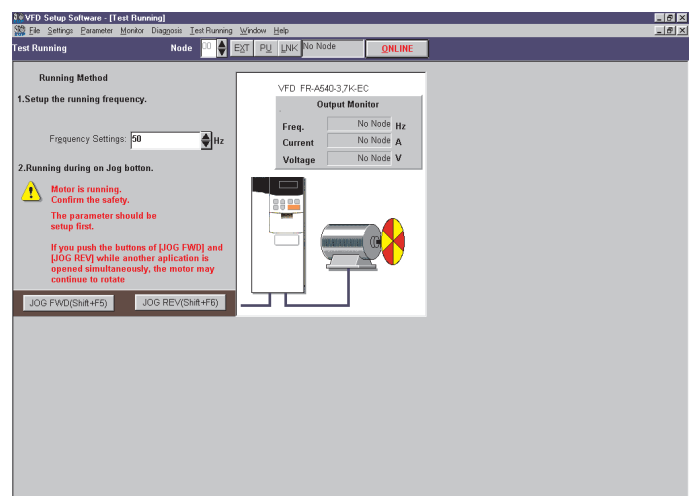 VFD Setup Software - [Test Running]
File Settings Parameter Monitor Diagnosis Test Running Window Help
Test Running Node 00 EXT PU LNK No Node ONLINE
Running Method
1.Setup the running frequency.
Frequency Settings: 50 Hz
2.Running during on Jog botton.
Motor is running.
Confirm the safety.
The parameter should be
setup first.
If you push the buttons of [JOG FWD] and
[JOG REV] while another aplication is
opened simultaneously, the motor may
continue to rotate
JOG FWD(Shift+F5) JOG REV(Shift+F6)
VFD FR-A540-3,7K-EC
Output Monitor
Freq. No Node Hz
Current No Node A
Voltage No Node V